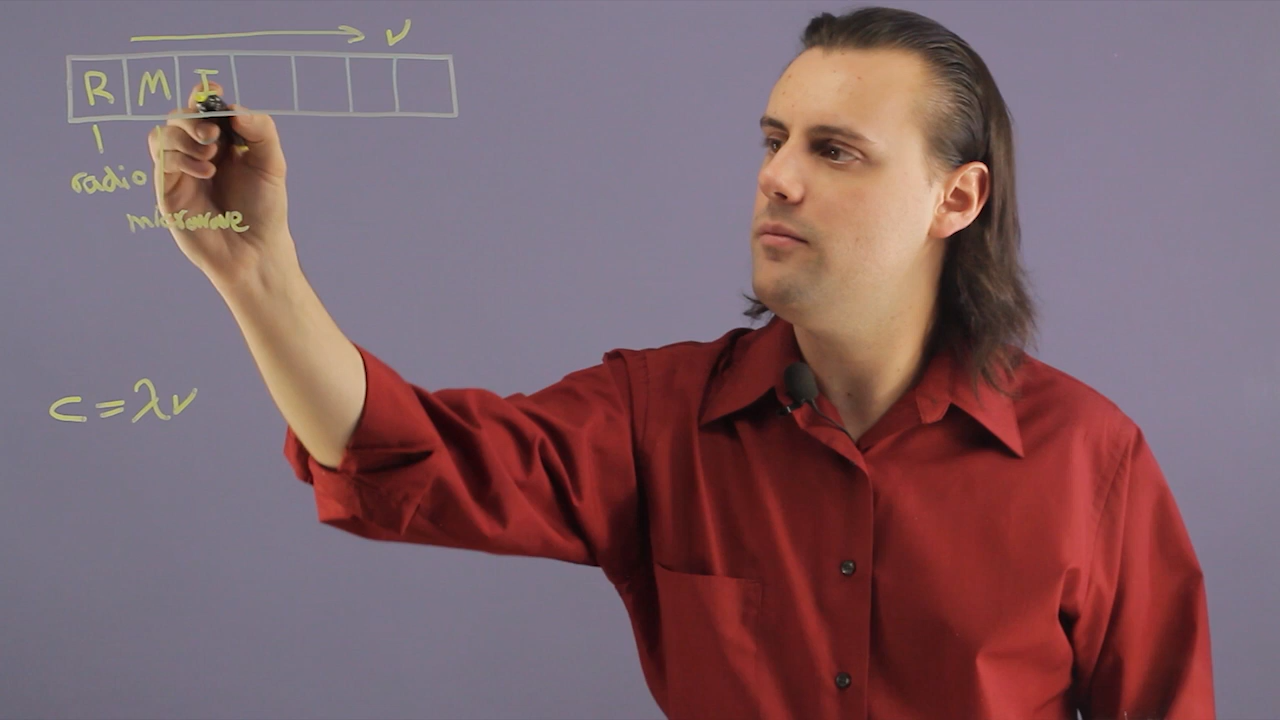 ν
R M I
radio
microwave
c = λν